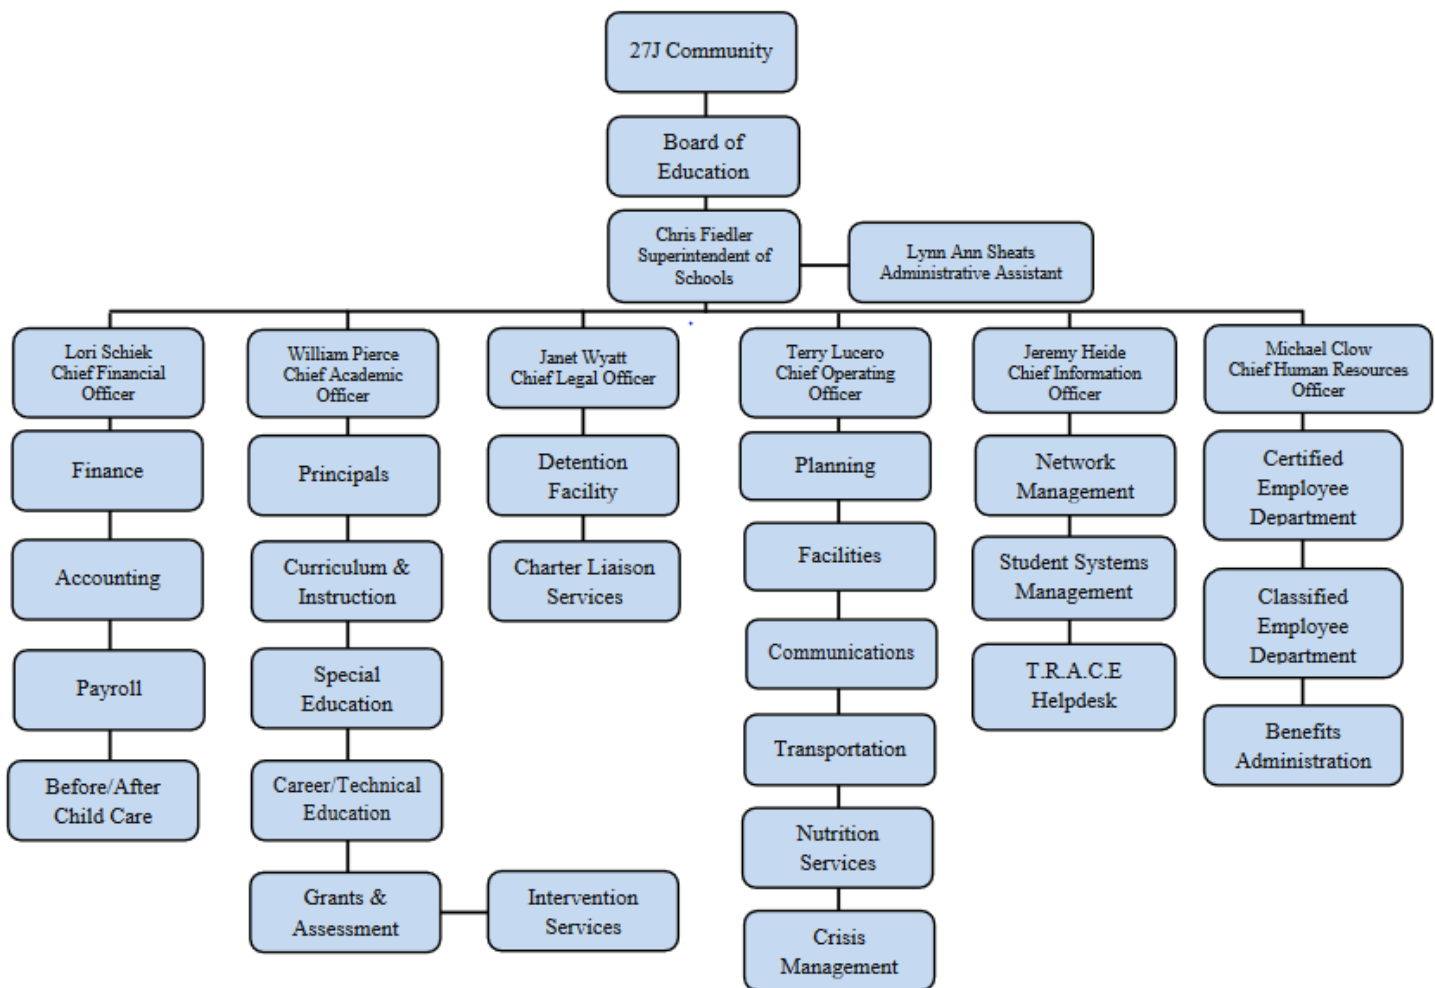 27J Community
Board of
Education
Chris Fiedler
Superintendent of
Schools
Lynn Ann Sheats
Administrative Assistant
Lori Schiek
Chief Financial
Officer
Finance
Accounting
Payroll
Before/After
Child Care
William Pierce
Chief Academic
Officer
Principals
Curriculum &
Instruction
Special
Education
Career/Technical
Education
Grants &
Assessment
Intervention
Services
Janet Wyatt
Chief Legal Officer
Detention
Facility
Charter Liaison
Services
Terry Lucero
Chief Operating
Officer
Planning
Facilities
Communications
Transportation
Nutrition
Services
Crisis
Management
Jeremy Heide
Chief Information
Officer
Network
Management
Student Systems
Management
T.R.A.C.E
Helpdesk
Michael Clow
Chief Human Resources
Officer
Certified
Employee
Department
Classified
Employee
Department
Benefits
Administration